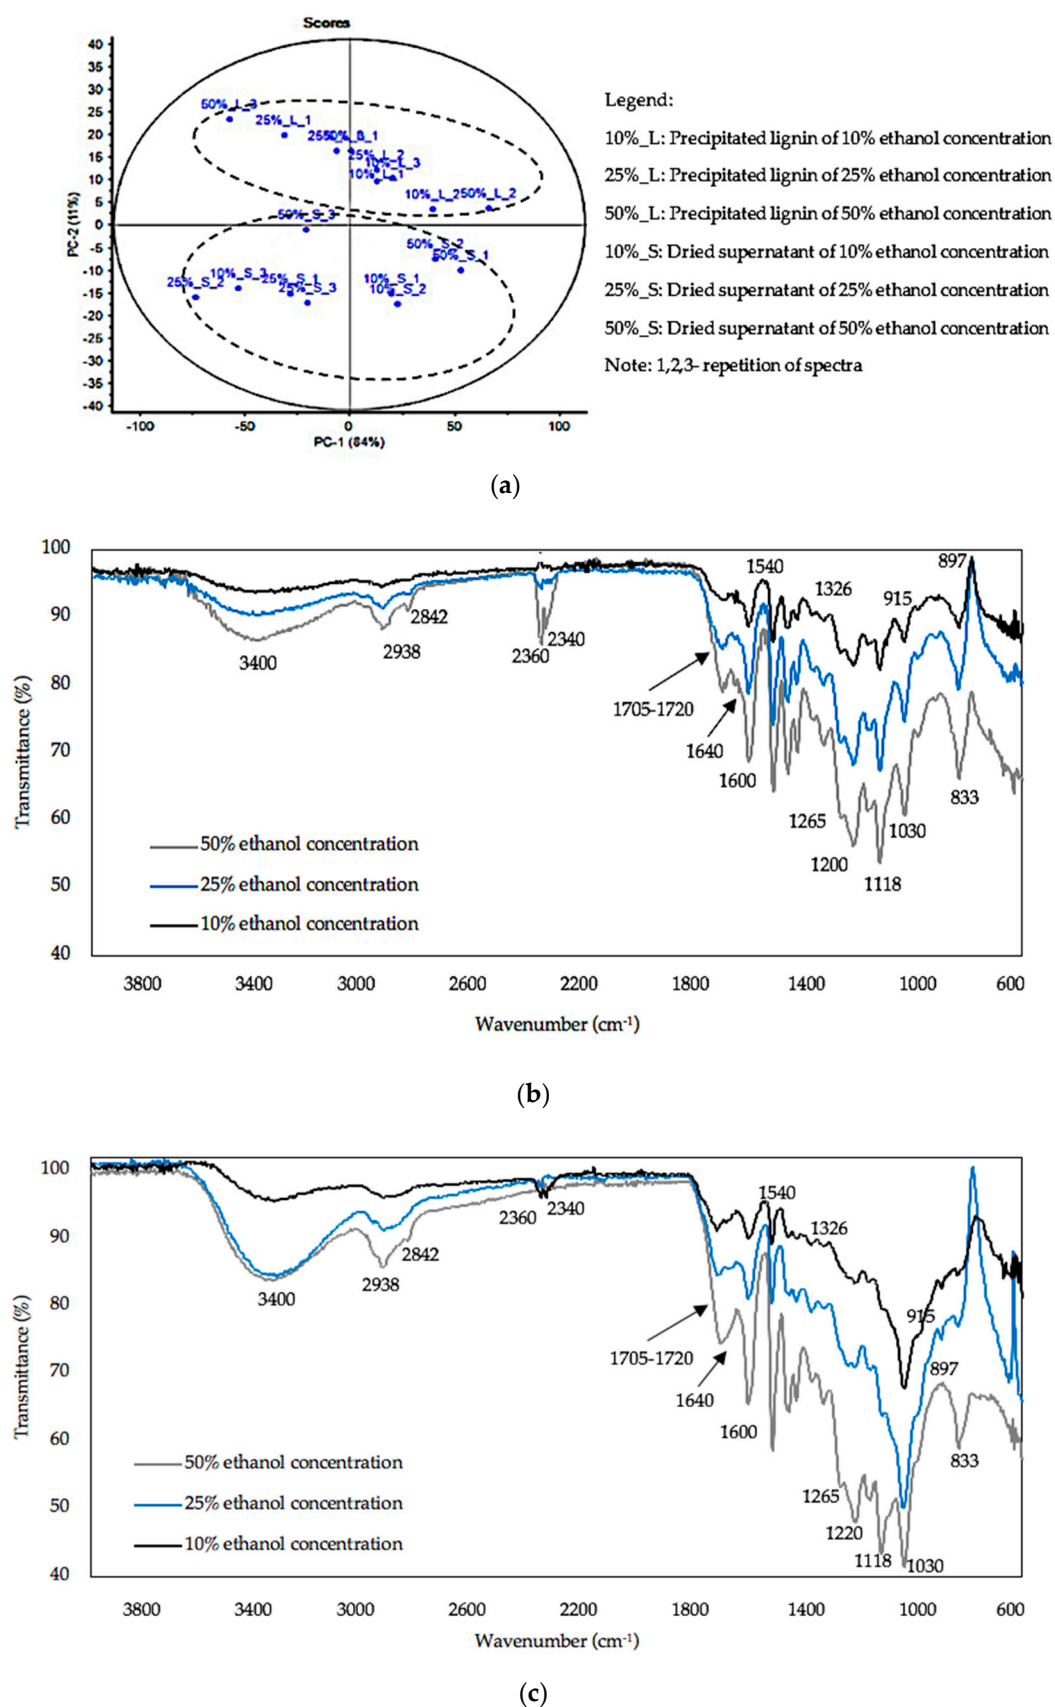 Scores
40
35
30
25
20
15
10
5
0
-5
-10
-15
-20
-25
-30
-35
-40
PC-2 (11%)
50%_L_3
25%_L_1
50%_B_1
25%_L_2
10%_L_3
10%_L_1
10%_L_2
50%_L_2
50%_S_3
50%_S_2
50%_S_1
10%_S_3
25%_S_1
25%_S_2
25%_S_3
10%_S_1
10%_S_2
-100
-50
0
50
100
PC-1 (64%)
Legend:
10%_L: Precipitated lignin of 10% ethanol concentration
25%_L: Precipitated lignin of 25% ethanol concentration
50%_L: Precipitated lignin of 50% ethanol concentration
10%_S: Dried supernatant of 10% ethanol concentration
25%_S: Dried supernatant of 25% ethanol concentration
50%_S: Dried supernatant of 50% ethanol concentration
Note: 1,2,3- repetition of spectra
(a)
100
90
80
70
60
50
40
Transmittance (%)
3400
2938
2842
2360
2340
1705-1720
1640
1600
1540
1326
1265
1200
1118
1030
915
897
833
50% ethanol concentration
25% ethanol concentration
10% ethanol concentration
3800
3400
3000
2600
2200
1800
1400
1000
600
Wavenumber (cm-1)
(b)
100
90
80
70
60
50
40
Transmittance (%)
3400
2938
2842
2360
2340
1705-1720
1640
1600
1540
1326
1265
1220
1118
1030
915
897
833
50% ethanol concentration
25% ethanol concentration
10% ethanol concentration
3800
3400
3000
2600
2200
1800
1400
1000
600
Wavenumber (cm-1)
(c)